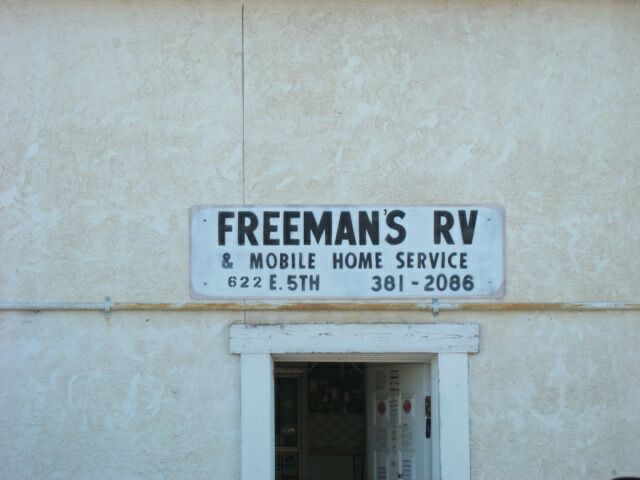 FREEMAN'S RV
& MOBILE HOME SERVICE
622 E. 5TH 381-2086